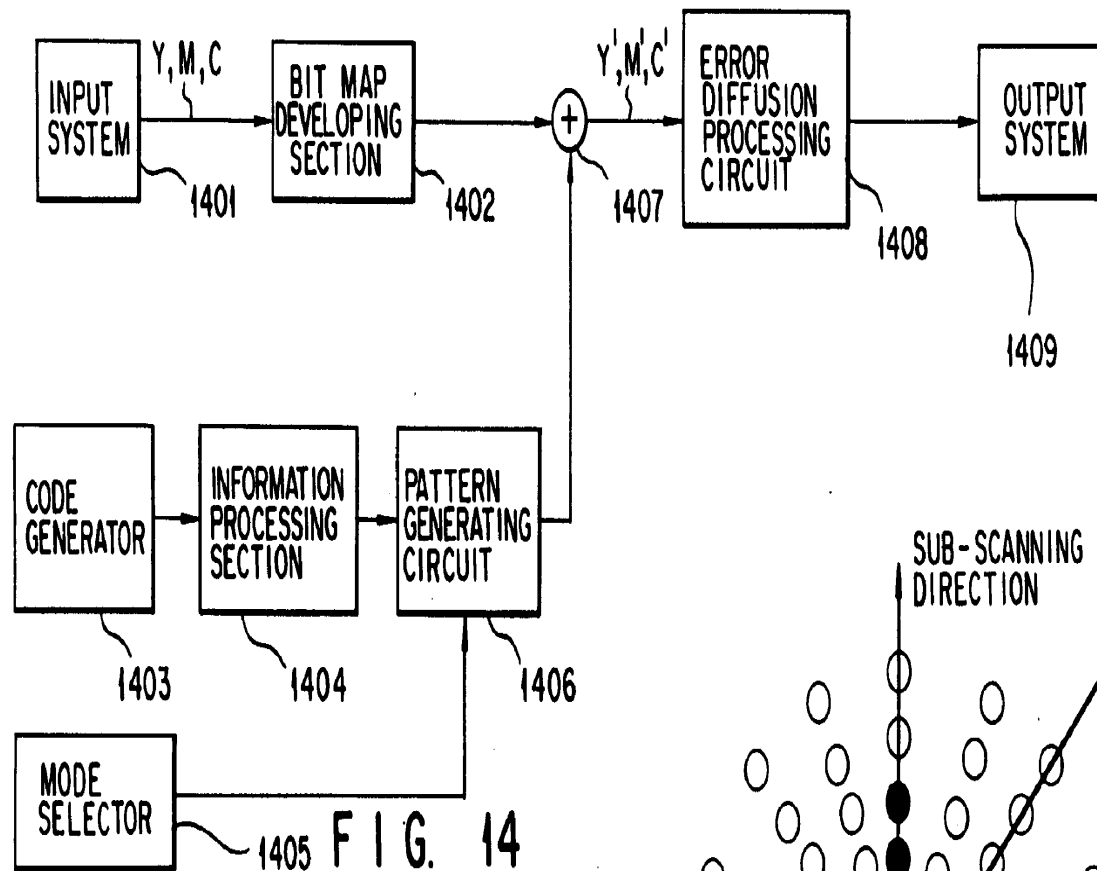 INPUT
SYSTEM
1401
Y, M, C
BIT MAP
DEVELOPING
SECTION
1402
+
1407
Y', M', C'
ERROR
DIFFUSION
PROCESSING
CIRCUIT
1408
OUTPUT
SYSTEM
1409
CODE
GENERATOR
1403
INFORMATION
PROCESSING
SECTION
1404
PATTERN
GENERATING
CIRCUIT
1406
MODE
SELECTOR
1405
FIG. 14
SUB-SCANNING
DIRECTION